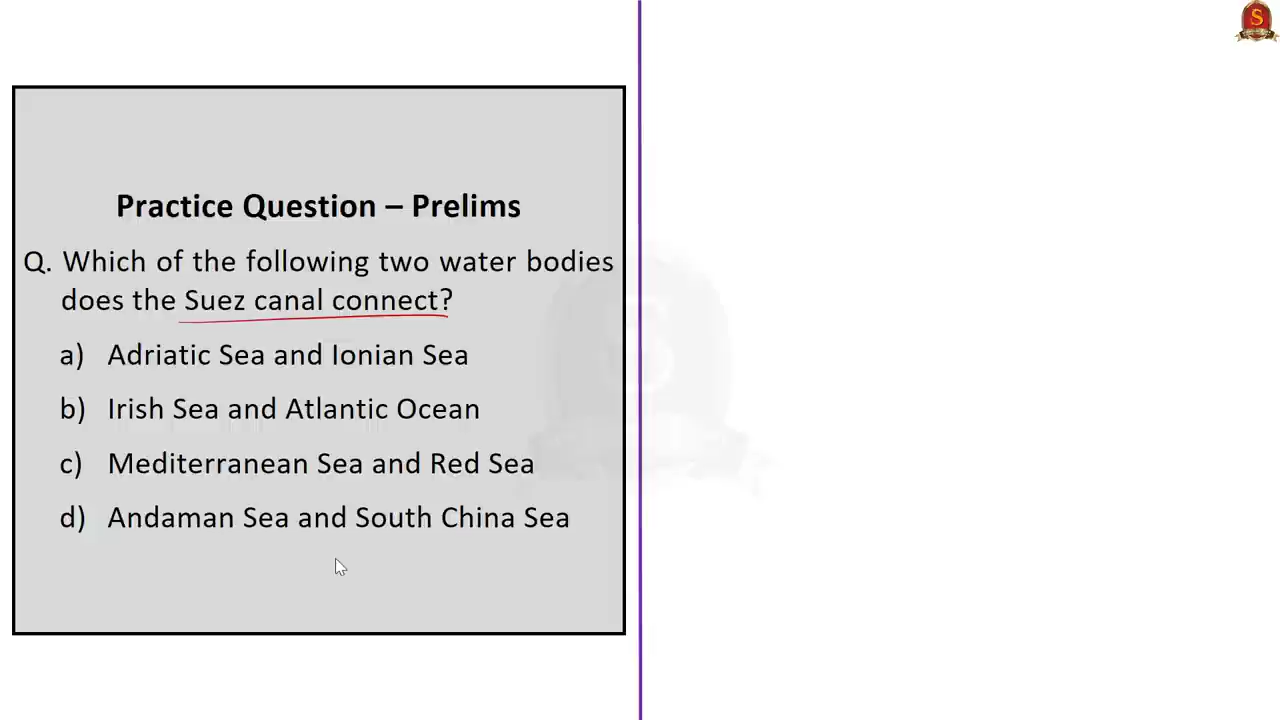 S
Practice Question – Prelims
Q. Which of the following two water bodies
does the Suez canal connect?
a) Adriatic Sea and Ionian Sea
b) Irish Sea and Atlantic Ocean
c) Mediterranean Sea and Red Sea
d) Andaman Sea and South China Sea